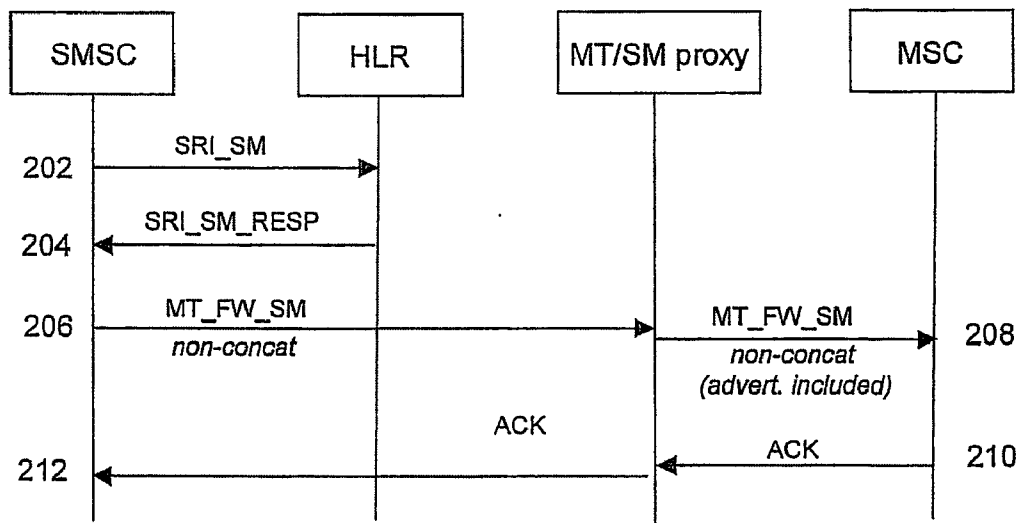 SMSC
HLR
MT/SM proxy
MSC
202
SRI_SM
204
SRI_SM_RESP
206
MT_FW_SM
non-concat
MT_FW_SM
non-concat
(advert. included)
208
ACK
ACK
210
212